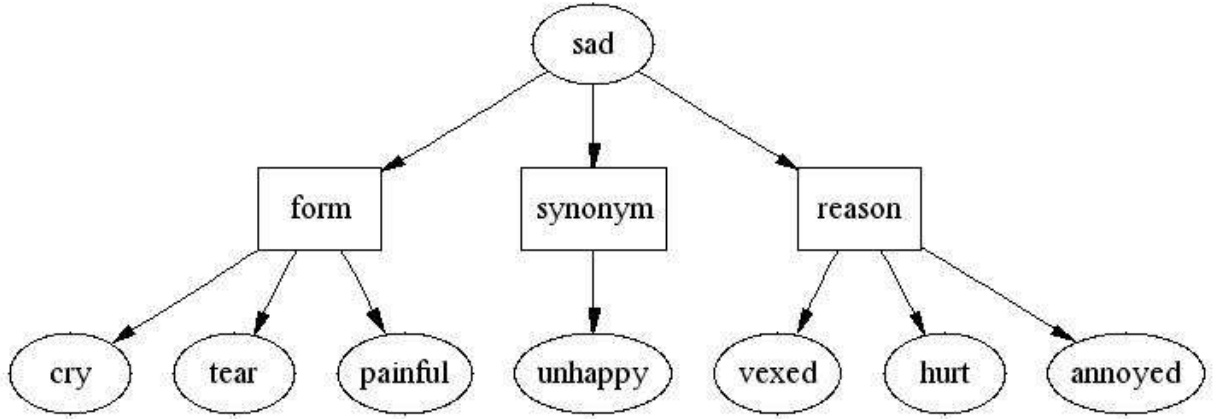 sad
form
synonym
reason
cry
tear
painful
unhappy
vexed
hurt
annoyed